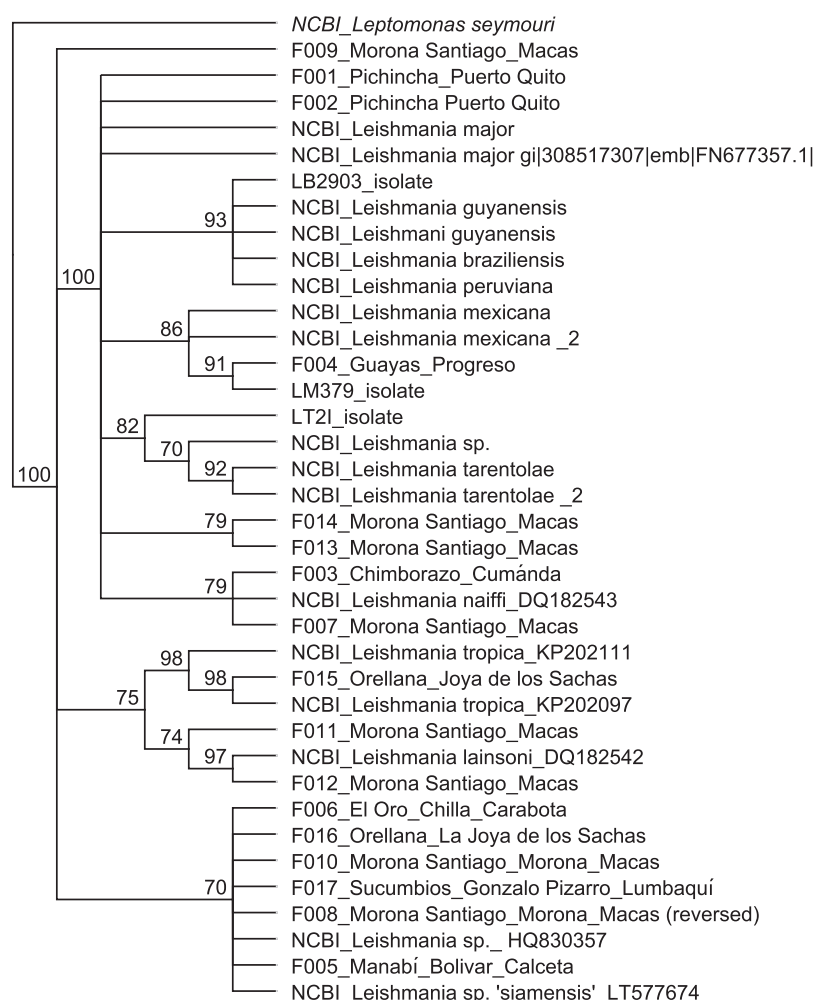 NCBI_Leptomonas seymouri
F009_Morona Santiago_Macas
F001_Pichincha_Puerto Quito
F002_Pichincha Puerto Quito
NCBI_Leishmania major
NCBI_Leishmania major gi|308517307|emb|FN677357.1|
LB2903_isolate
93 NCBI_Leishmania guyanensis
NCBI_Leishmani guyanensis
NCBI_Leishmania braziliensis
100 NCBI_Leishmania peruviana
NCBI_Leishmania mexicana
86 NCBI_Leishmania mexicana _2
91 F004_Guayas_Progreso
LM379_isolate
82 LT2I_isolate
70 NCBI_Leishmania sp.
92 NCBI_Leishmania tarentolae
100 NCBI_Leishmania tarentolae _2
79 F014_Morona Santiago_Macas
F013_Morona Santiago_Macas
F003_Chimborazo_Cumánda
79 NCBI_Leishmania naiffi_DQ182543
F007_Morona Santiago_Macas
98 NCBI_Leishmania tropica_KP202111
98 F015_Orellana_Joya de los Sachas
75 NCBI_Leishmania tropica_KP202097
74 F011_Morona Santiago_Macas
97 NCBI_Leishmania lainsoni_DQ182542
F012_Morona Santiago_Macas
F006_El Oro_Chilla_Carabota
F016_Orellana_La Joya de los Sachas
F010_Morona Santiago_Morona_Macas
70 F017_Sucumbios_Gonzalo Pizarro_Lumbaquí
F008_Morona Santiago_Morona_Macas (reversed)
NCBI_Leishmania sp._ HQ830357
F005_Manabí_Bolivar_Calceta
NCBI_Leishmania sp. 'siamensis'_LT577674